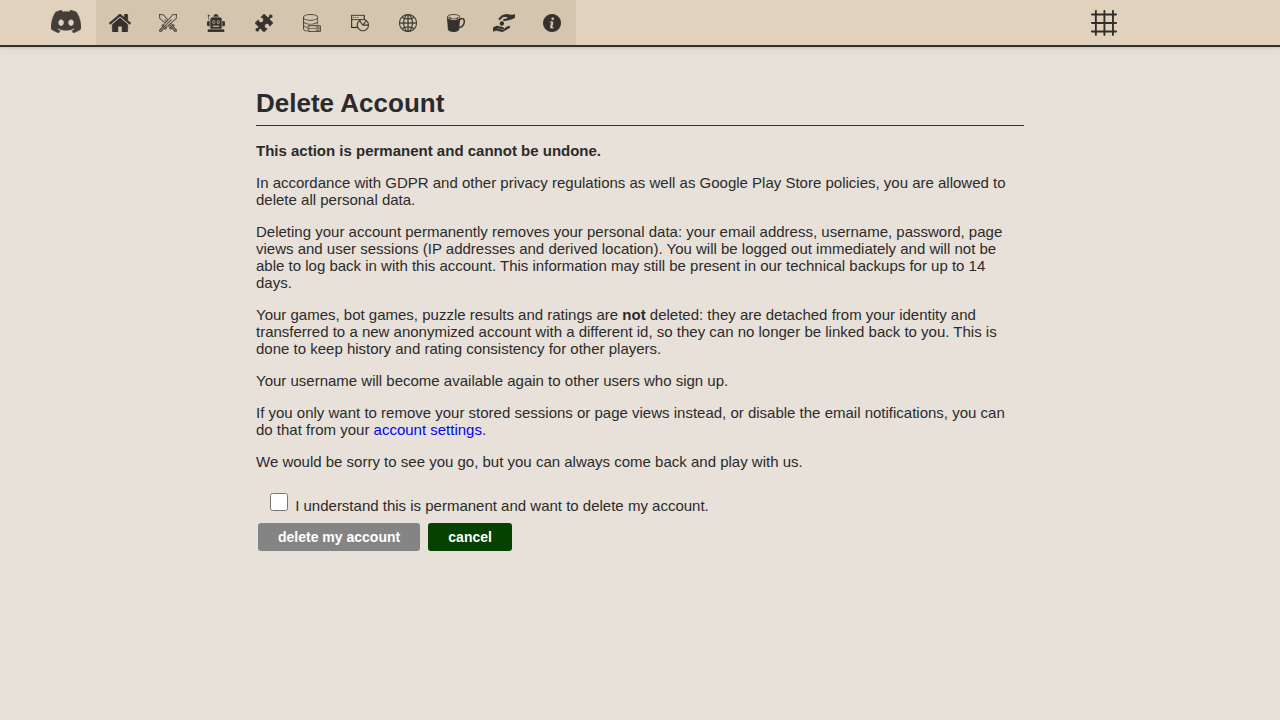 Delete Account
This action is permanent and cannot be undone.
In accordance with GDPR and other privacy regulations as well as Google Play Store policies, you are allowed to
delete all personal data.
Deleting your account permanently removes your personal data: your email address, username, password, page
views and user sessions (IP addresses and derived location). You will be logged out immediately and will not be
able to log back in with this account. This information may still be present in our technical backups for up to 14
days.
Your games, bot games, puzzle results and ratings are not deleted: they are detached from your identity and
transferred to a new anonymized account with a different id, so they can no longer be linked back to you. This is
done to keep history and rating consistency for other players.
Your username will become available again to other users who sign up.
If you only want to remove your stored sessions or page views instead, or disable the email notifications, you can
do that from your account settings.
We would be sorry to see you go, but you can always come back and play with us.
I understand this is permanent and want to delete my account.
delete my account cancel